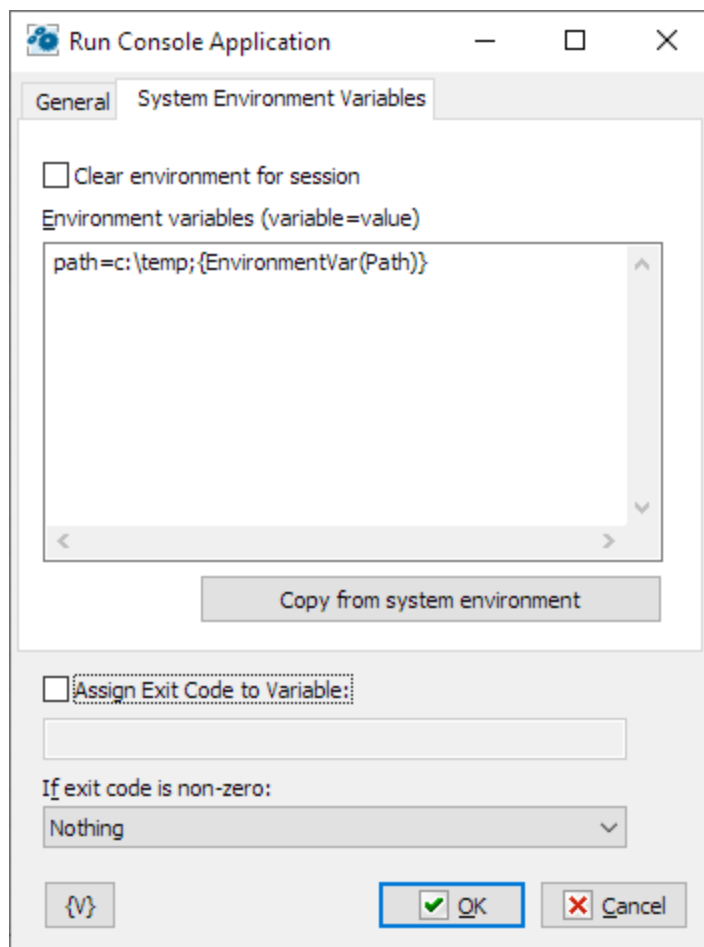 Run Console Application
General
System Environment Variables
Clear environment for session
Environment variables (variable=value)
path=c:\temp;{EnvironmentVar(Path)}
Copy from system environment
Assign Exit Code to Variable:
If exit code is non-zero:
Nothing
{V}
OK
Cancel